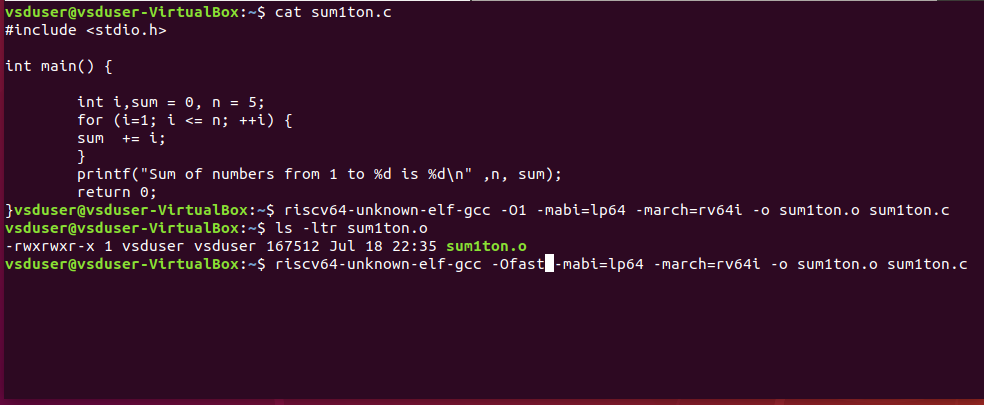 vsduser@vsduser-VirtualBox:~$ cat sum1ton.c
#include <stdio.h>
int main() {
int i,sum = 0, n = 5;
for (i=1; i <= n; ++i) {
sum  += i;
}
printf("Sum of numbers from 1 to %d is %d\n" ,n, sum);
return 0;
}vsduser@vsduser-VirtualBox:~$ riscv64-unknown-elf-gcc -O1 -mabi=lp64 -march=rv64i -o sum1ton.o sum1ton.c
vsduser@vsduser-VirtualBox:~$ ls -ltr sum1ton.o
-rwxrwxr-x 1 vsduser vsduser 167512 Jul 18 22:35 sum1ton.o
vsduser@vsduser-VirtualBox:~$ riscv64-unknown-elf-gcc -Ofast -mabi=lp64 -march=rv64i -o sum1ton.o sum1ton.c